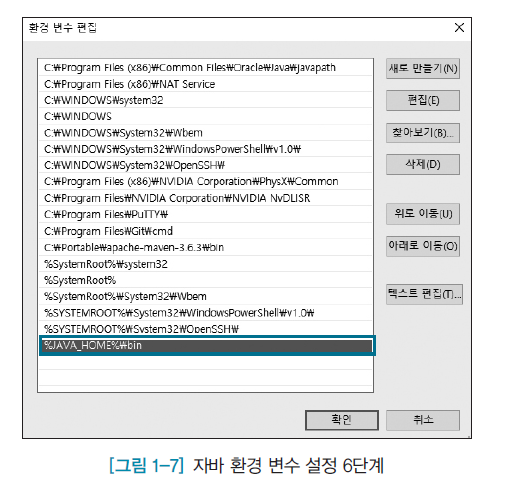 환경 변수 편집
C:₩Program Files (x86)₩Common Files₩Oracle₩Java₩javapath
C:₩Program Files (x86)₩NAT Service
C:₩WINDOWS₩system32
C:₩WINDOWS
C:₩WINDOWS₩System32₩Wbem
C:₩WINDOWS₩System32₩WindowsPowerShell₩v1.0₩
C:₩WINDOWS₩System32₩OpenSSH₩
C:₩Program Files (x86)₩NVIDIA Corporation₩PhysX₩Common
C:₩Program Files₩NVIDIA Corporation₩NVIDIA NvDLISR
C:₩Program Files₩PuTTY₩
C:₩Program Files₩Git₩cmd
C:₩Portable₩apache-maven-3.6.3₩bin
%SystemRoot%₩system32
%SystemRoot%
%SystemRoot%₩System32₩Wbem
%SYSTEMROOT%₩System32₩WindowsPowerShell₩v1.0₩
%SYSTEMROOT%₩System32₩OpenSSH₩
%JAVA_HOME%₩bin
새로 만들기(N)
편집(E)
찾아보기(B)...
삭제(D)
위로 이동(U)
아래로 이동(O)
텍스트 편집(T)...
확인
취소
[그림 1-7] 자바 환경 변수 설정 6단계